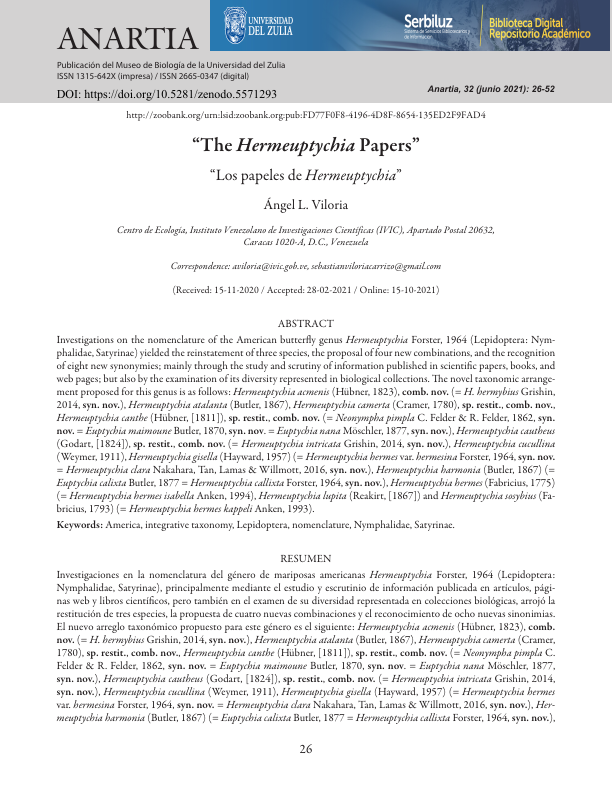 ANARTIA
UNIVERSIDAD
DEL ZULIA
Serbiluz
Sistema de Servicios Bibliotecarios y
de Información
Biblioteca Digital
Repositorio Académico
Publicación del Museo de Biología de la Universidad del Zulia
ISSN 1315-642X (impresa) / ISSN 2665-0347 (digital)
DOI: https://doi.org/10.5281/zenodo.5571293
Anartia, 32 (junio 2021): 26-52
http://zoobank.org/urn:lsid:zoobank.org:pub:FD77F0F8-4196-4D8F-8654-135ED2F9FAD4
“The Hermeuptychia Papers”
“Los papeles de Hermeuptychia”
Ángel L. Viloria
Centro de Ecología, Instituto Venezolano de Investigaciones Científicas (IVIC), Apartado Postal 20632,
Caracas 1020-A, D.C., Venezuela
Correspondence: aviloria@ivic.gob.ve, sebastianviloriacarrizo@gmail.com
(Received: 15-11-2020 / Accepted: 28-02-2021 / Online: 15-10-2021)
ABSTRACT
Investigations on the nomenclature of the American butterfly genus Hermeuptychia Forster, 1964 (Lepidoptera: Nym-
phalidae, Satyrinae) yielded the reinstatement of three species, the proposal of four new combinations, and the recognition
of eight new synonymies; mainly through the study and scrutiny of information published in scientific papers, books, and
web pages; but also by the examination of its diversity represented in biological collections. The novel taxonomic arrange-
ment proposed for this genus is as follows: Hermeuptychia acmenis (Hübner, 1823), comb. nov. (= H. hermybius Grishin,
2014, syn. nov.), Hermeuptychia atalanta (Butler, 1867), Hermeuptychia camerta (Cramer, 1780), sp. restit., comb. nov.,
Hermeuptychia canthe (Hübner, [1811]), sp. restit., comb. nov. (= Neonympha pimpla C. Felder & R. Felder, 1862, syn.
nov. = Euptychia maimoune Butler, 1870, syn. nov. = Euptychia nana Möschler, 1877, syn. nov.), Hermeuptychia cautheus
(Godart, [1824]), sp. restit., comb. nov. (= Hermeuptychia intricata Grishin, 2014, syn. nov.), Hermeuptychia cucullina
(Weymer, 1911), Hermeuptychia gisella (Hayward, 1957) (= Hermeuptychia hermes var. hermesina Forster, 1964, syn. nov.
= Hermeuptychia clara Nakahara, Tan, Lamas & Willmott, 2016, syn. nov.), Hermeuptychia harmonia (Butler, 1867) (=
Euptychia calixta Butler, 1877 = Hermeuptychia callixta Forster, 1964, syn. nov.), Hermeuptychia hermes (Fabricius, 1775)
(= Hermeuptychia hermes isabella Anken, 1994), Hermeuptychia lupita (Reakirt, [1867]) and Hermeuptychia sosybius (Fa-
bricius, 1793) (= Hermeuptychia hermes kappeli Anken, 1993).
Keywords: America, integrative taxonomy, Lepidoptera, nomenclature, Nymphalidae, Satyrinae.
RESUMEN
Investigaciones en la nomenclatura del género de mariposas americanas Hermeuptychia Forster, 1964 (Lepidoptera:
Nymphalidae, Satyrinae), principalmente mediante el estudio y escrutinio de información publicada en artículos, pági-
nas web y libros científicos, pero también en el examen de su diversidad representada en colecciones biológicas, arrojó la
restitución de tres especies, la propuesta de cuatro nuevas combinaciones y el reconocimiento de ocho nuevas sinonimias.
El nuevo arreglo taxonómico propuesto para este género es el siguiente: Hermeuptychia acmenis (Hübner, 1823), comb.
nov. (= H. hermybius Grishin, 2014, syn. nov.), Hermeuptychia atalanta (Butler, 1867), Hermeuptychia camerta (Cramer,
1780), sp. restit., comb. nov., Hermeuptychia canthe (Hübner, [1811]), sp. restit., comb. nov. (= Neonympha pimpla C.
Felder & R. Felder, 1862, syn. nov. = Euptychia maimoune Butler, 1870, syn. nov. = Euptychia nana Möschler, 1877,
syn. nov.), Hermeuptychia cautheus (Godart, [1824]), sp. restit., comb. nov. (= Hermeuptychia intricata Grishin, 2014,
syn. nov.), Hermeuptychia cucullina (Weymer, 1911), Hermeuptychia gisella (Hayward, 1957) (= Hermeuptychia hermes
var. hermesina Forster, 1964, syn. nov. = Hermeuptychia clara Nakahara, Tan, Lamas & Willmott, 2016, syn. nov.), Her-
meuptychia harmonia (Butler, 1867) (= Euptychia calixta Butler, 1877 = Hermeuptychia callixta Forster, 1964, syn. nov.),
26